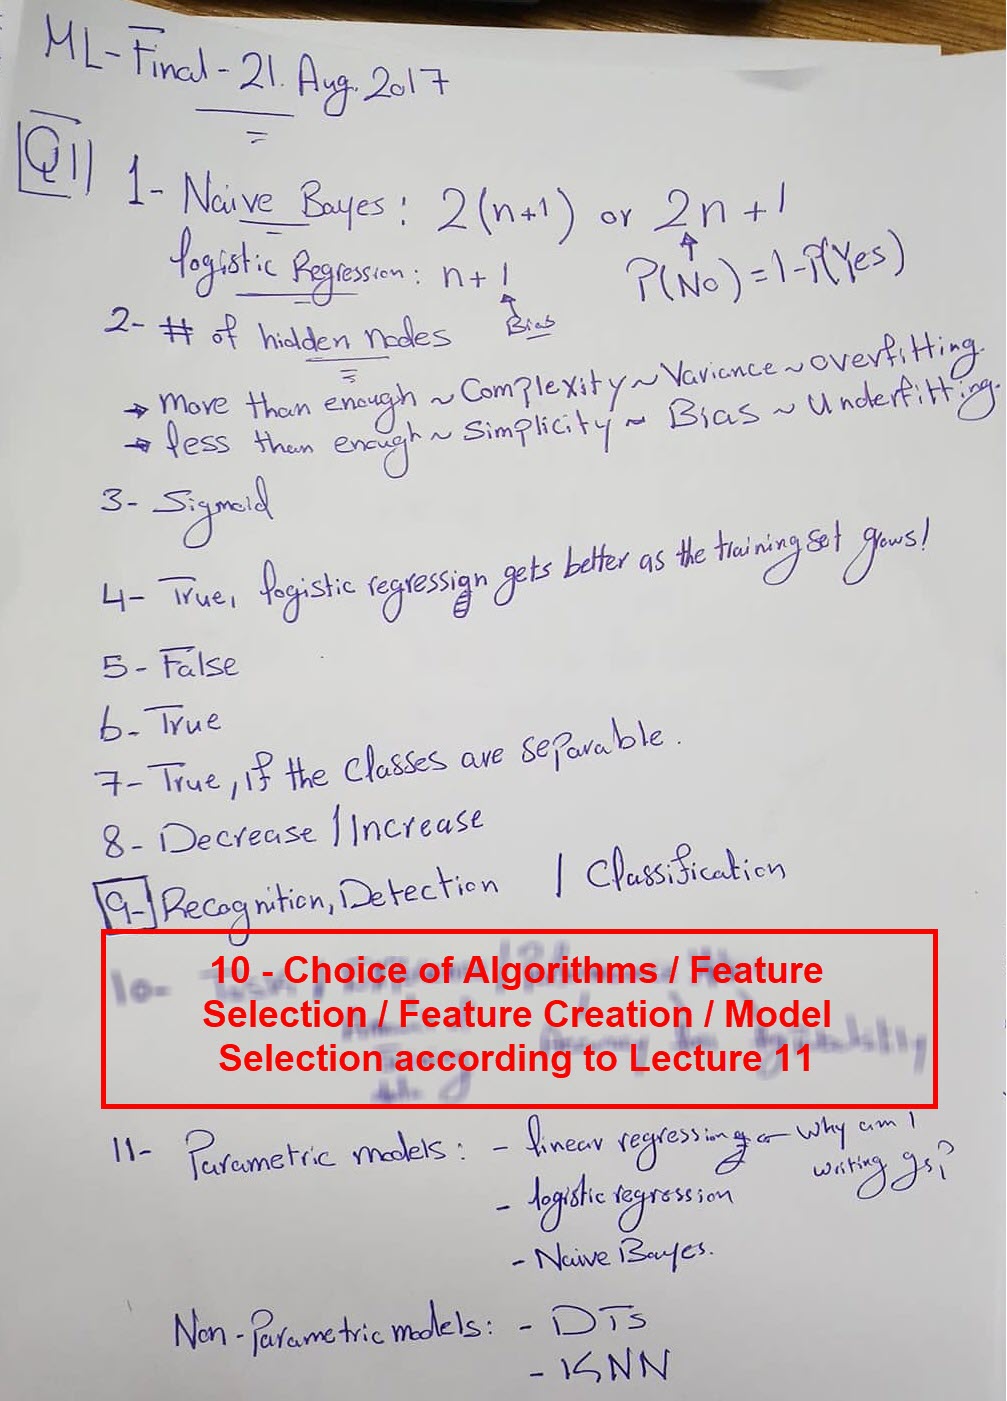 ML-Final-21. Aug. 2017
Q1
1- Naive Bayes: 2(n+1) or 2n+1
P(No)=1-P(Yes)
logistic Regression: n+1
Bias
2- # of hidden nodes
→ More than enough ~ Complexity ~ Variance ~ overfitting.
→ less than enough ~ Simplicity ~ Bias ~ Underfitting.
3- Sigmoid
4- True, logistic regression gets better as the training set grows!
5- False
6- True
7- True, if the classes are separable.
8- Decrease / Increase
9- Recognition, Detection / Classification
10 - Choice of Algorithms / Feature
Selection / Feature Creation / Model
Selection according to Lecture 11
11- Parametric models: - linear regression ← why am I
writing gs!?
- logistic regression
- Naive Bayes.
Non-Parametric models: - DTs
- KNN